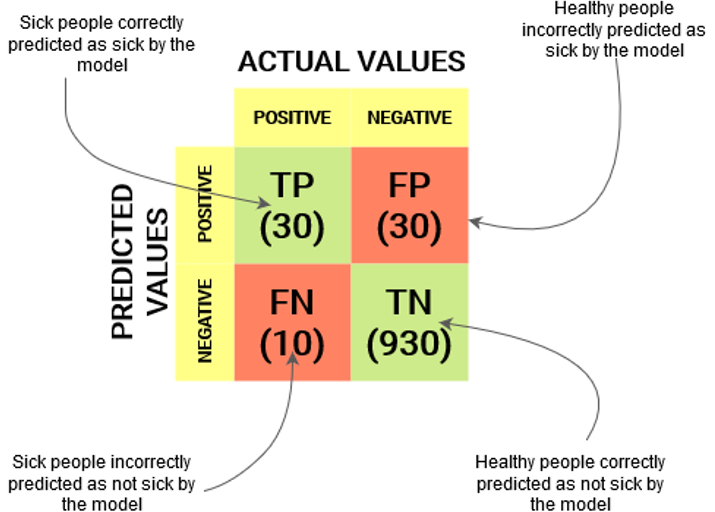 Sick people correctly
predicted as sick by the
model
Healthy people
incorrectly predicted as
sick by the model
ACTUAL VALUES
POSITIVE NEGATIVE
PREDICTED
VALUES
POSITIVE
TP
(30)
FP
(30)
NEGATIVE
FN
(10)
TN
(930)
Sick people incorrectly
predicted as not sick by
the model
Healthy people correctly
predicted as not sick by
the model